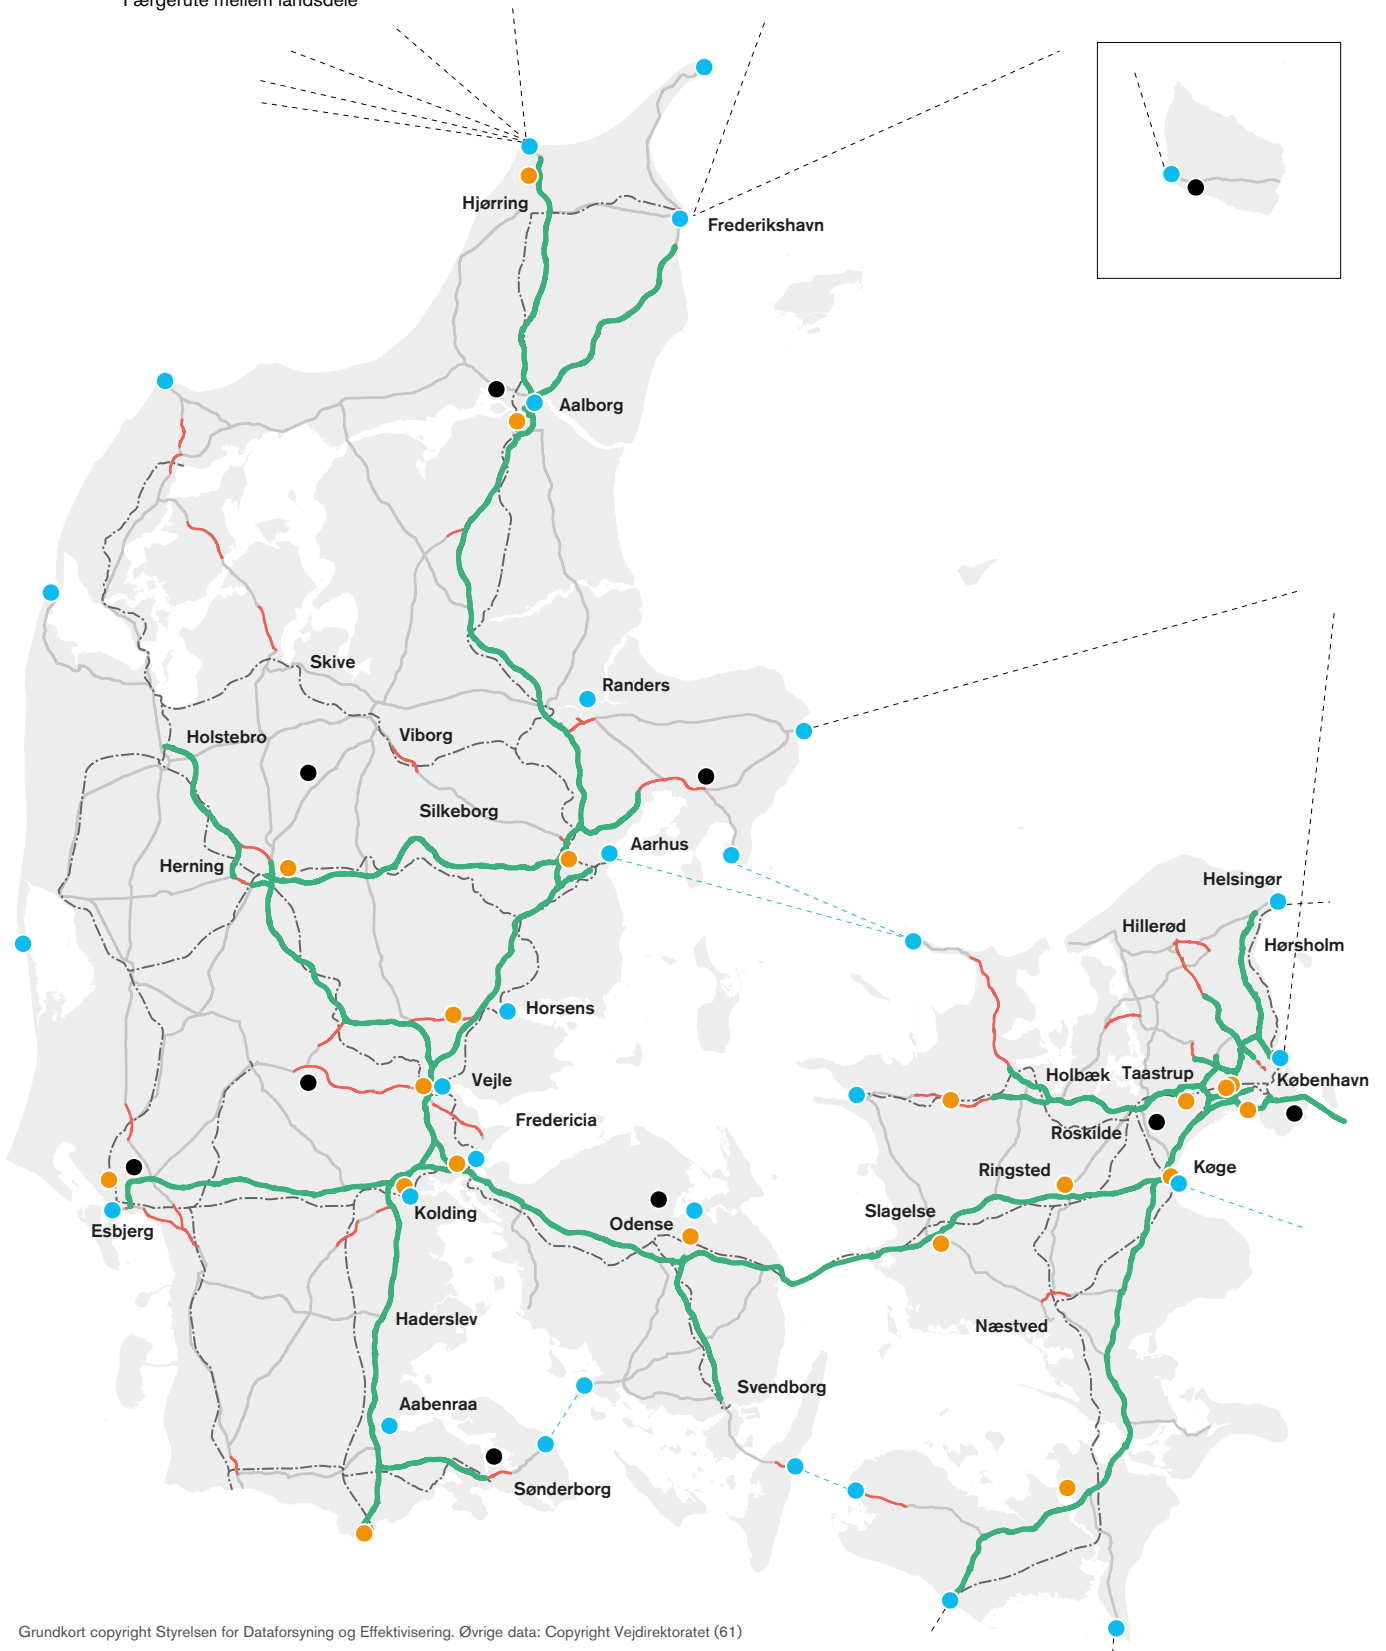 Færgerute mellem landsdele
Hjørring
Frederikshavn
Aalborg
Skive
Randers
Holstebro
Viborg
Silkeborg
Aarhus
Herning
Helsingør
Hillerød
Hørsholm
Horsens
Vejle
Holbæk
Taastrup
København
Fredericia
Roskilde
Køge
Ringsted
Slagelse
Kolding
Odense
Esbjerg
Haderslev
Næstved
Svendborg
Aabenraa
Sønderborg
Grundkort copyright Styrelsen for Dataforsyning og Effektivisering. Øvrige data: Copyright Vejdirektoratet (61)